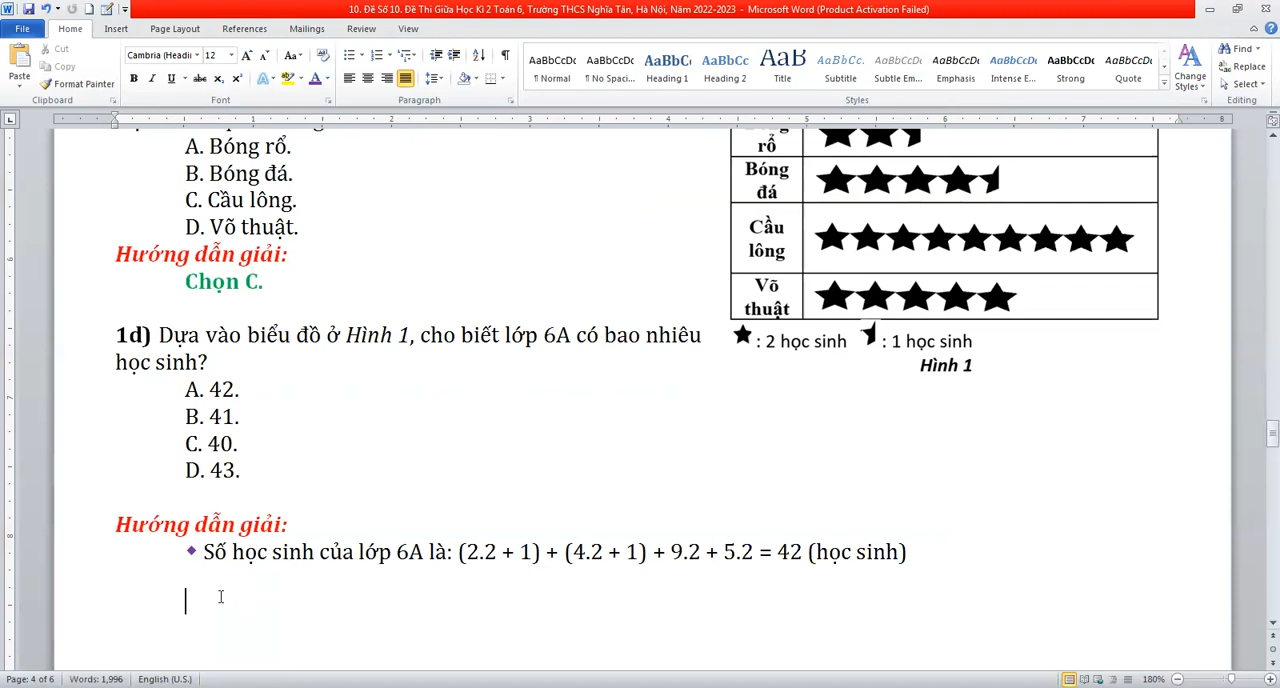 10. Đề Số 10. Đề Thi Giữa Học Kì 2 Toán 6, Trường THCS Nghĩa Tân, Hà Nội, Năm 2022-2023 - Microsoft Word (Product Activation Failed)
File Home Insert Page Layout References Mailings Review View
Cut
Copy
Format Painter
Paste
Clipboard
Cambria (Headi 12
Font
Paragraph
AaBbCcDc AaBbCcDc AaBbC AaBbCc AaB AaBbCc. AaBbCcDc AaBbCcDc AaBbCcDc AaBbCcDc AaBbCcDc
¶ Normal ¶ No Spaci... Heading 1 Heading 2 Title Subtitle Subtle Em... Emphasis Intense E... Strong Quote
Styles
Change Styles
Find
Replace
Select
Editing
A. Bóng rổ.
B. Bóng đá.
C. Cầu lông.
D. Võ thuật.
Hướng dẫn giải:
Chọn C.
rổ
Bóng
đá
Cầu
lông
Võ
thuật
: 2 học sinh : 1 học sinh
Hình 1
1d) Dựa vào biểu đồ ở Hình 1, cho biết lớp 6A có bao nhiêu
học sinh?
A. 42.
B. 41.
C. 40.
D. 43.
Hướng dẫn giải:
Số học sinh của lớp 6A là: (2.2 + 1) + (4.2 + 1) + 9.2 + 5.2 = 42 (học sinh)
Page: 4 of 6 Words: 1,996 English (U.S.) 180%